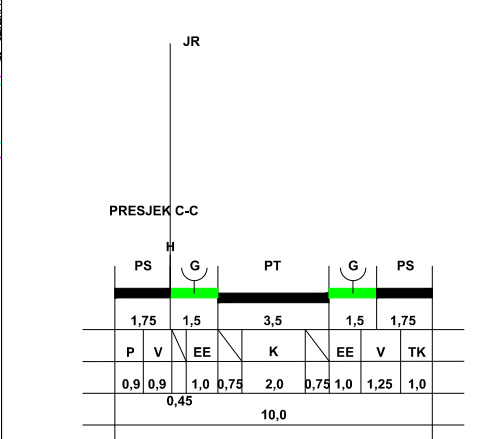 JR
PRESJEK C-C
H
PS G PT G PS
1,75 1,5 3,5 1,5 1,75
P V EE K EE V TK
0,9 0,9 1,0 0,75 2,0 0,75 1,0 1,25 1,0
0,45
10,0